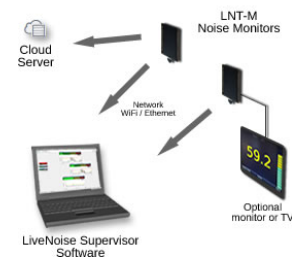 LNT-M
Noise Monitors
Cloud
Server
Network
WiFi / Ethernet
59.2
Optional
monitor or TV
LiveNoise Supervisor
Software